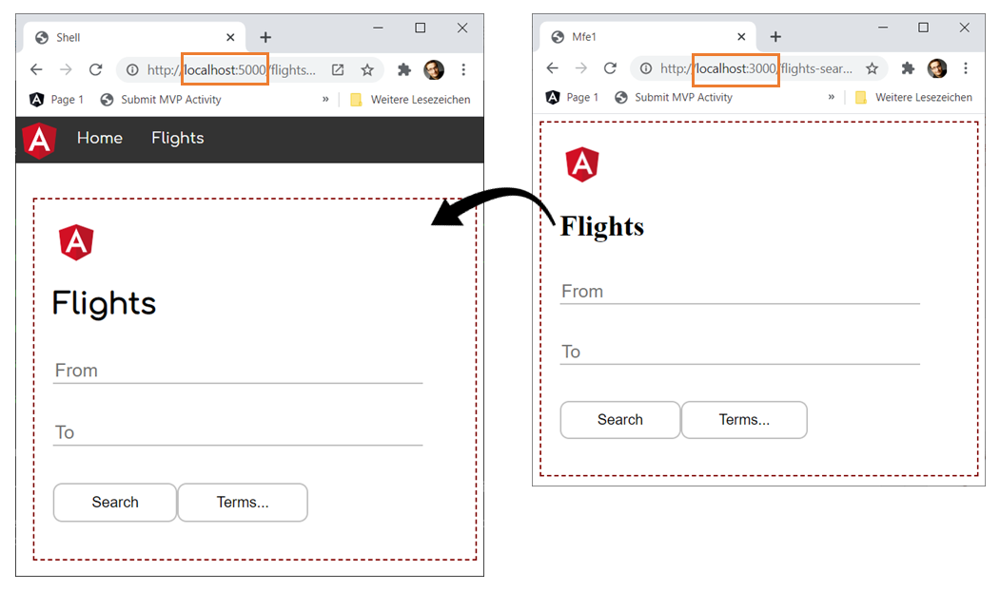 Shell
http://localhost:5000/flights...
Page 1 Submit MVP Activity » Weitere Lesezeichen
A Home Flights
A
Flights
From
To
Search Terms...
Mfe1
http://localhost:3000/flights-sear...
Page 1 Submit MVP Activity » Weitere Lesezeichen
A
Flights
From
To
Search Terms...